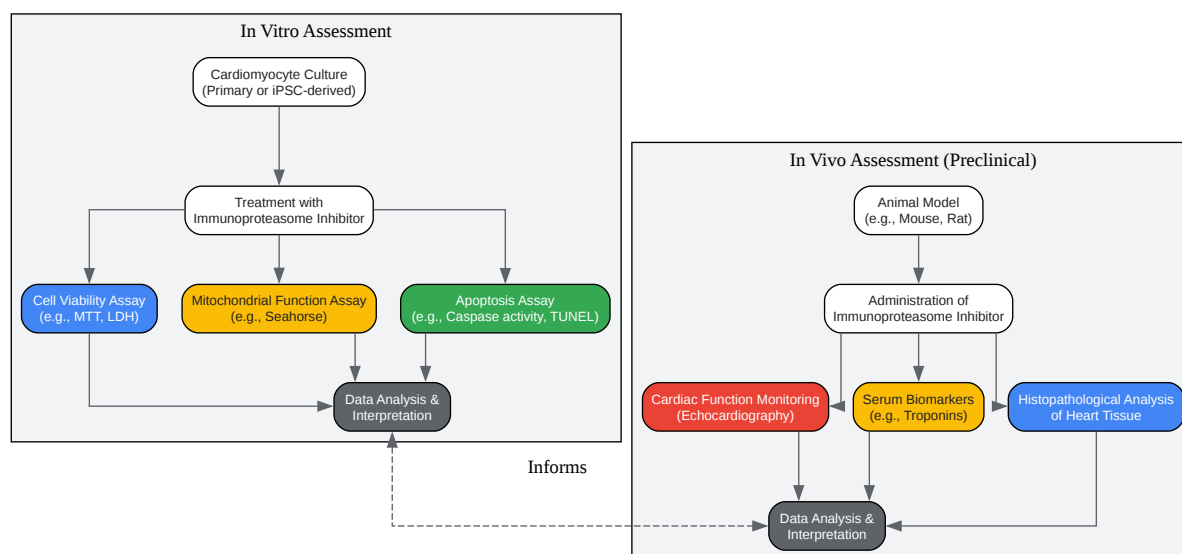 In Vitro Assessment
Cardiomyocyte Culture
(Primary or iPSC-derived)
Treatment with
Immunoproteasome Inhibitor
Cell Viability Assay
(e.g., MTT, LDH)
Mitochondrial Function Assay
(e.g., Seahorse)
Apoptosis Assay
(e.g., Caspase activity, TUNEL)
Data Analysis &
Interpretation
Informs
In Vivo Assessment (Preclinical)
Animal Model
(e.g., Mouse, Rat)
Administration of
Immunoproteasome Inhibitor
Cardiac Function Monitoring
(Echocardiography)
Serum Biomarkers
(e.g., Troponins)
Histopathological Analysis
of Heart Tissue
Data Analysis &
Interpretation